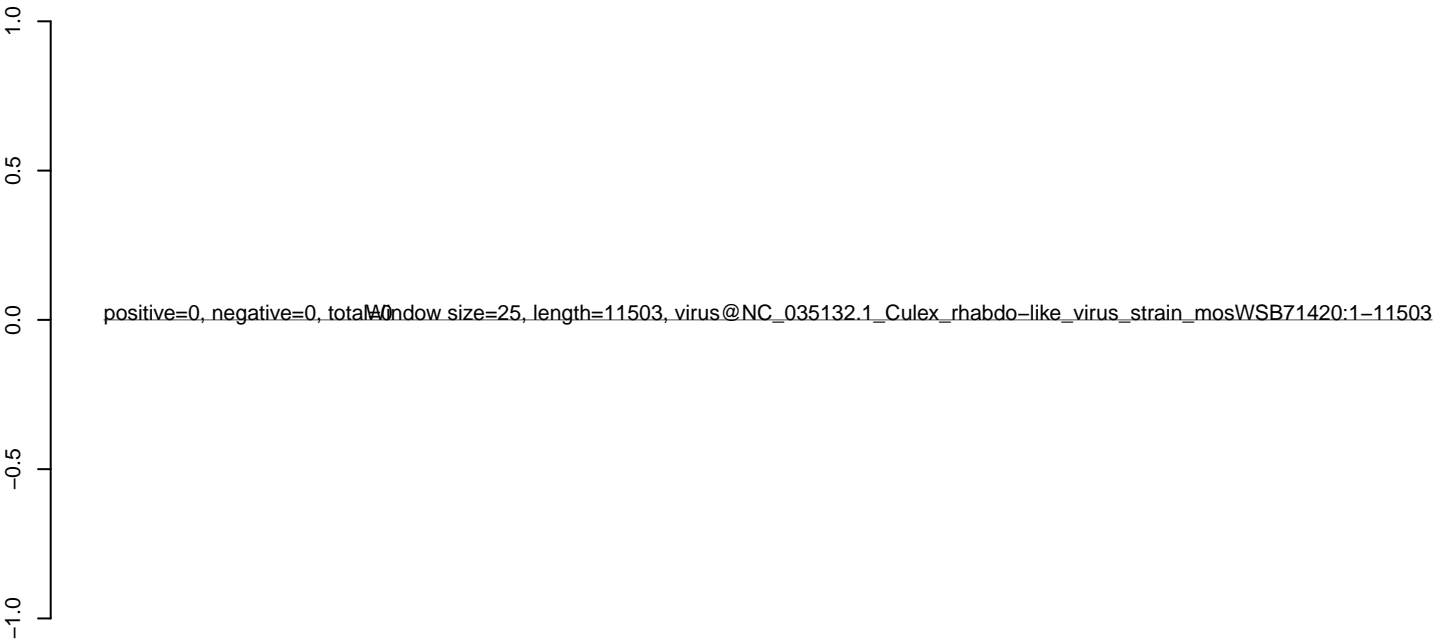 1.0
0.5
0.0
positive=0, negative=0, total=0
Window size=25, length=11503, virus@NC_035132.1_Culex_rhabdo−like_virus_strain_mosWSB71420:1−11503
−0.5
−1.0